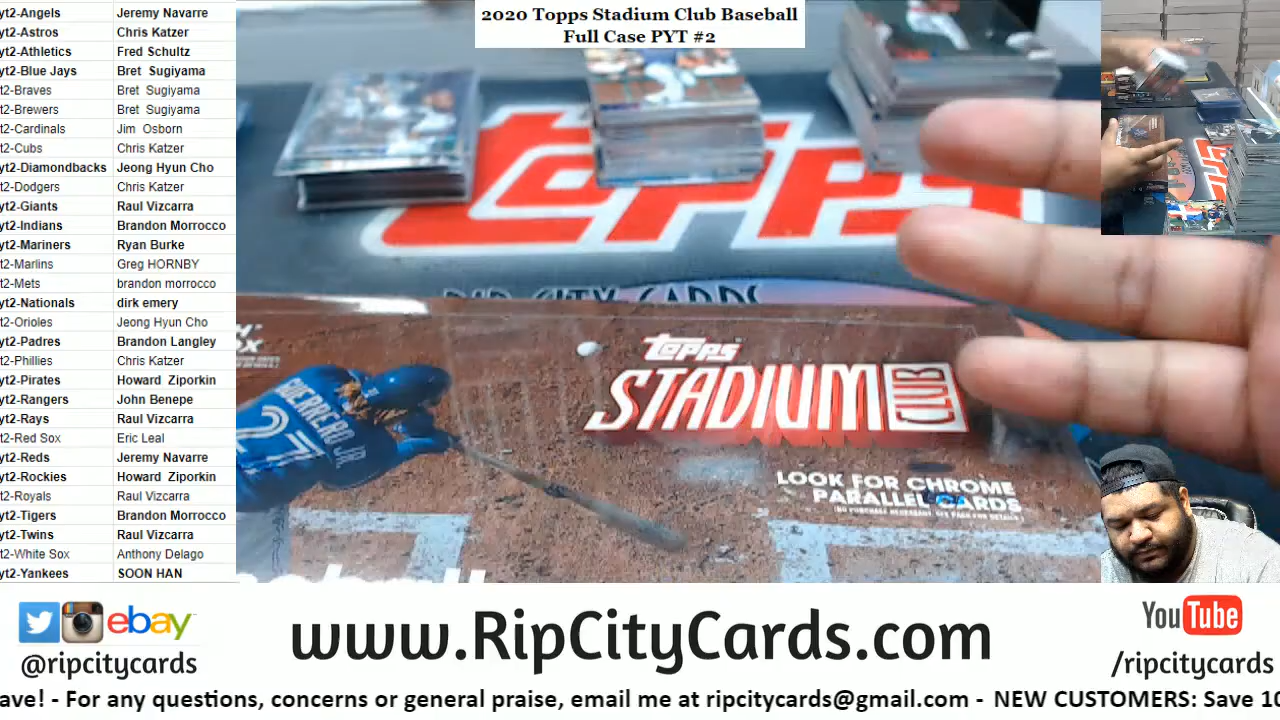 2020 Topps Stadium Club Baseball
Full Case PYT #2
yt2-Angels Jeremy Navarre
t2-Astros Chris Katzer
yt2-Athletics Fred Schultz
yt2-Blue Jays Bret Sugiyama
t2-Braves Bret Sugiyama
t2-Brewers Bret Sugiyama
t2-Cardinals Jim Osborn
t2-Cubs Chris Katzer
yt2-Diamondbacks Jeong Hyun Cho
t2-Dodgers Chris Katzer
yt2-Giants Raul Vizcarra
yt2-Indians Brandon Morrocco
yt2-Mariners Ryan Burke
t2-Marlins Greg HORNBY
t2-Mets brandon morrocco
yt2-Nationals dirk emery
t2-Orioles Jeong Hyun Cho
yt2-Padres Brandon Langley
t2-Phillies Chris Katzer
yt2-Pirates Howard Ziporkin
yt2-Rangers John Benepe
yt2-Rays Raul Vizcarra
yt2-Red Sox Eric Leal
yt2-Reds Jeremy Navarre
yt2-Rockies Howard Ziporkin
t2-Royals Raul Vizcarra
yt2-Tigers Brandon Morrocco
yt2-Twins Raul Vizcarra
t2-White Sox Anthony Delago
yt2-Yankees SOON HAN
Topps
RIP CITY CARDS
topps
STADIUM CLUB
GUERRERO JR.
27
LOOK FOR CHROME
PARALLEL CARDS
ebay
@ripcitycards
www.RipCityCards.com
YouTube
/ripcitycards
ave! - For any questions, concerns or general praise, email me at ripcitycards@gmail.com - NEW CUSTOMERS: Save 10